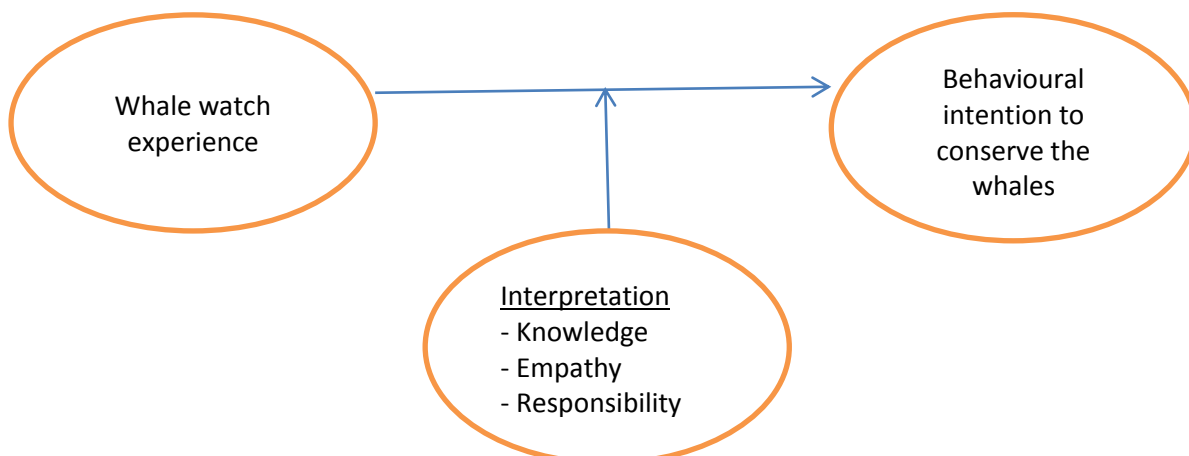 Whale watch
experience
Behavioural
intention to
conserve the
whales
Interpretation
- Knowledge
- Empathy
- Responsibility